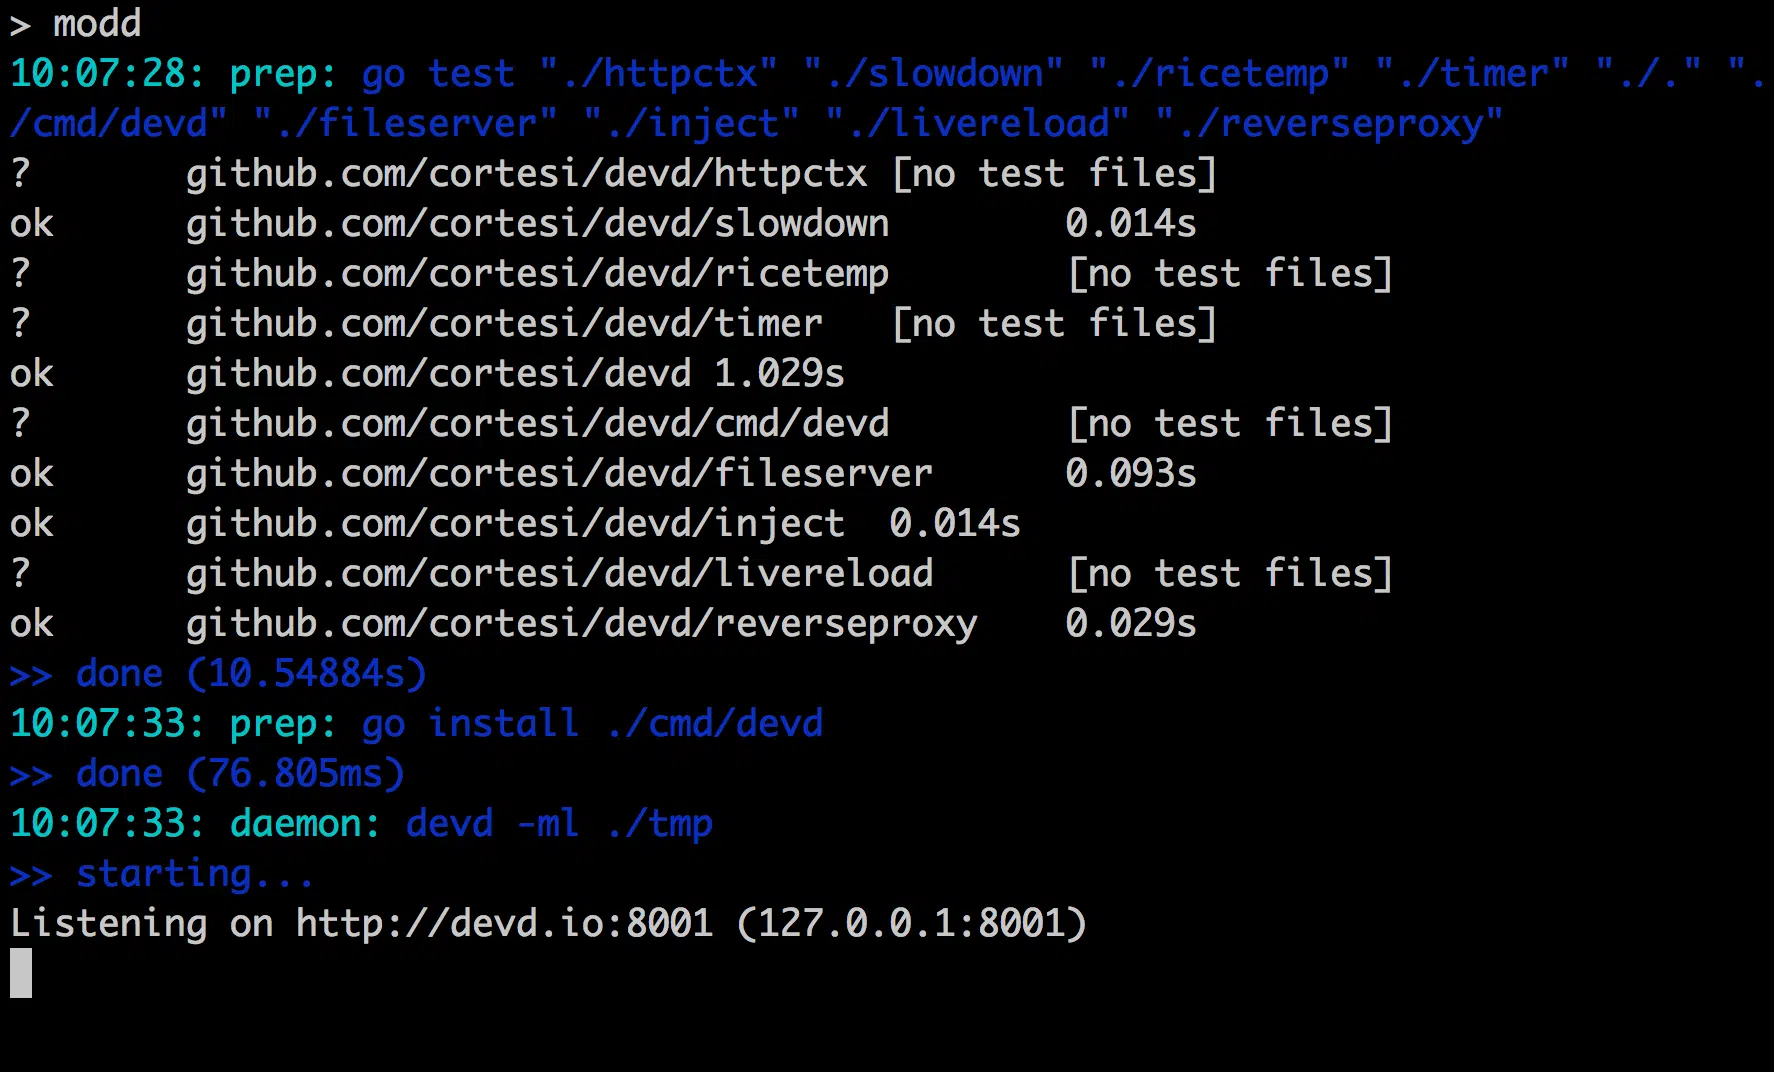 > modd
10:07:28: prep: go test "./httpctx" "./slowdown" "./ricetemp" "./timer" "./." ".
/cmd/devd" "./fileserver" "./inject" "./livereload" "./reverseproxy"
?       github.com/cortesi/devd/httpctx [no test files]
ok      github.com/cortesi/devd/slowdown        0.014s
?       github.com/cortesi/devd/ricetemp        [no test files]
?       github.com/cortesi/devd/timer   [no test files]
ok      github.com/cortesi/devd 1.029s
?       github.com/cortesi/devd/cmd/devd        [no test files]
ok      github.com/cortesi/devd/fileserver      0.093s
ok      github.com/cortesi/devd/inject  0.014s
?       github.com/cortesi/devd/livereload      [no test files]
ok      github.com/cortesi/devd/reverseproxy    0.029s
>> done (10.54884s)
10:07:33: prep: go install ./cmd/devd
>> done (76.805ms)
10:07:33: daemon: devd -ml ./tmp
>> starting...
Listening on http://devd.io:8001 (127.0.0.1:8001)